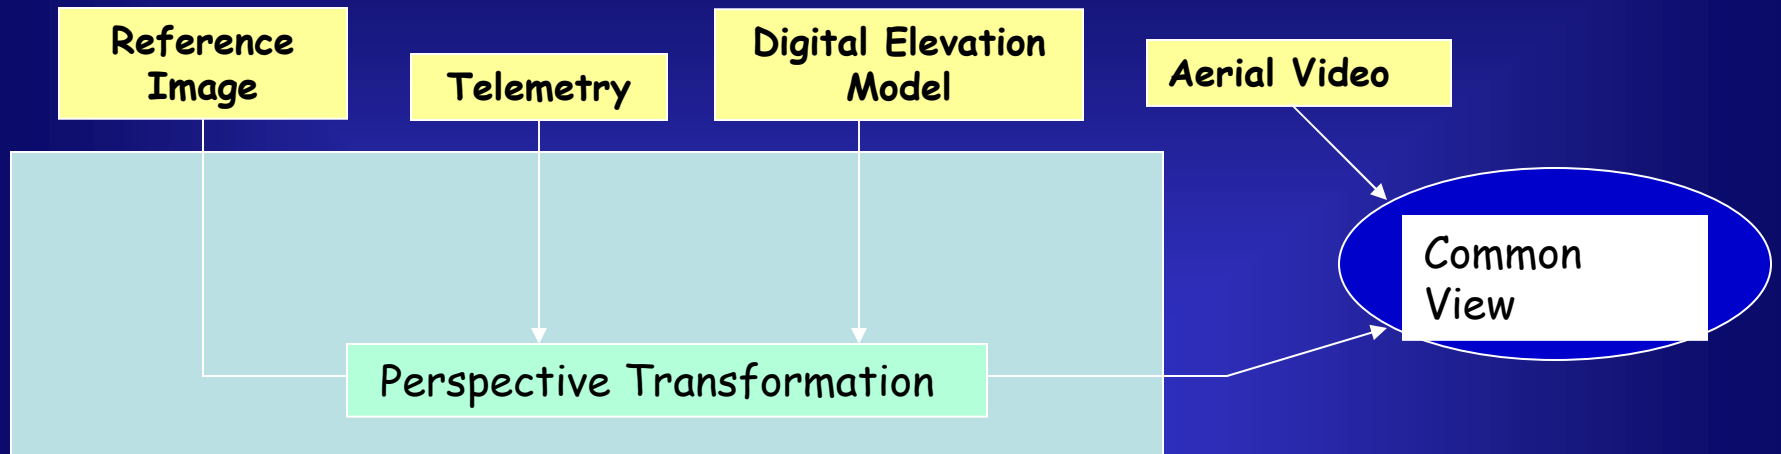 Reference
Image
Telemetry
Digital Elevation
Model
Aerial Video
Common
View
Perspective Transformation